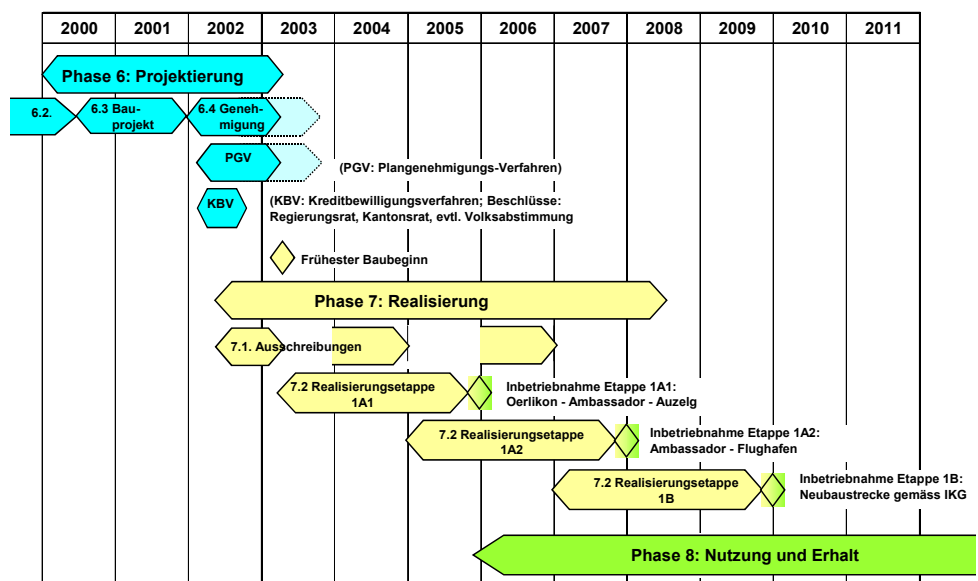 2000 2001 2002 2003 2004 2005 2006 2007 2008 2009 2010 2011
Phase 6: Projektierung
6.2.
6.3 Bau-
projekt
6.4 Geneh-
migung
PGV
(PGV: Plangenehmigungs-Verfahren)
KBV
(KBV: Kreditbewilligungsverfahren; Beschlüsse:
Regierungsrat, Kantonsrat, evtl. Volksabstimmung
Frühester Baubeginn
Phase 7: Realisierung
7.1. Ausschreibungen
7.2 Realisierungsetappe
1A1
Inbetriebnahme Etappe 1A1:
Oerlikon - Ambassador - Auzelg
7.2 Realisierungsetappe
1A2
Inbetriebnahme Etappe 1A2:
Ambassador - Flughafen
7.2 Realisierungsetappe
1B
Inbetriebnahme Etappe 1B:
Neubaustrecke gemäss IKG
Phase 8: Nutzung und Erhalt